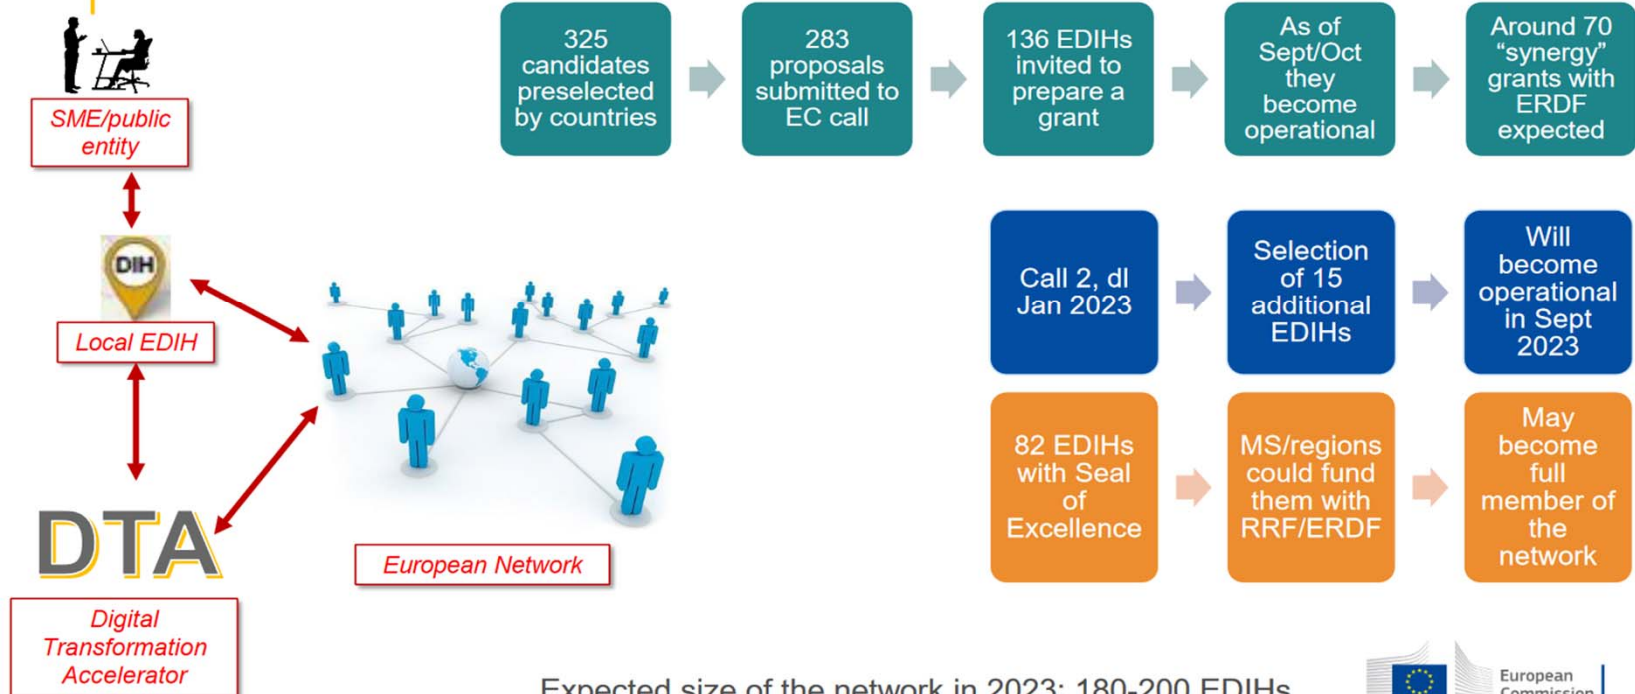 SME/public
entity
DIH
Local EDIH
DTA
Digital
Transformation
Accelerator
European Network
325
candidates
preselected
by countries
283
proposals
submitted to
EC call
136 EDIHs
invited to
prepare a
grant
As of
Sept/Oct
they
become
operational
Around 70
“synergy”
grants with
ERDF
expected
Call 2, dl
Jan 2023
Selection
of 15
additional
EDIHs
Will
become
operational
in Sept
2023
82 EDIHs
with Seal
of
Excellence
MS/regions
could fund
them with
RRF/ERDF
May
become
full
member of
the
network
Expected size of the network in 2023: 180-200 EDIHs
European
Commission